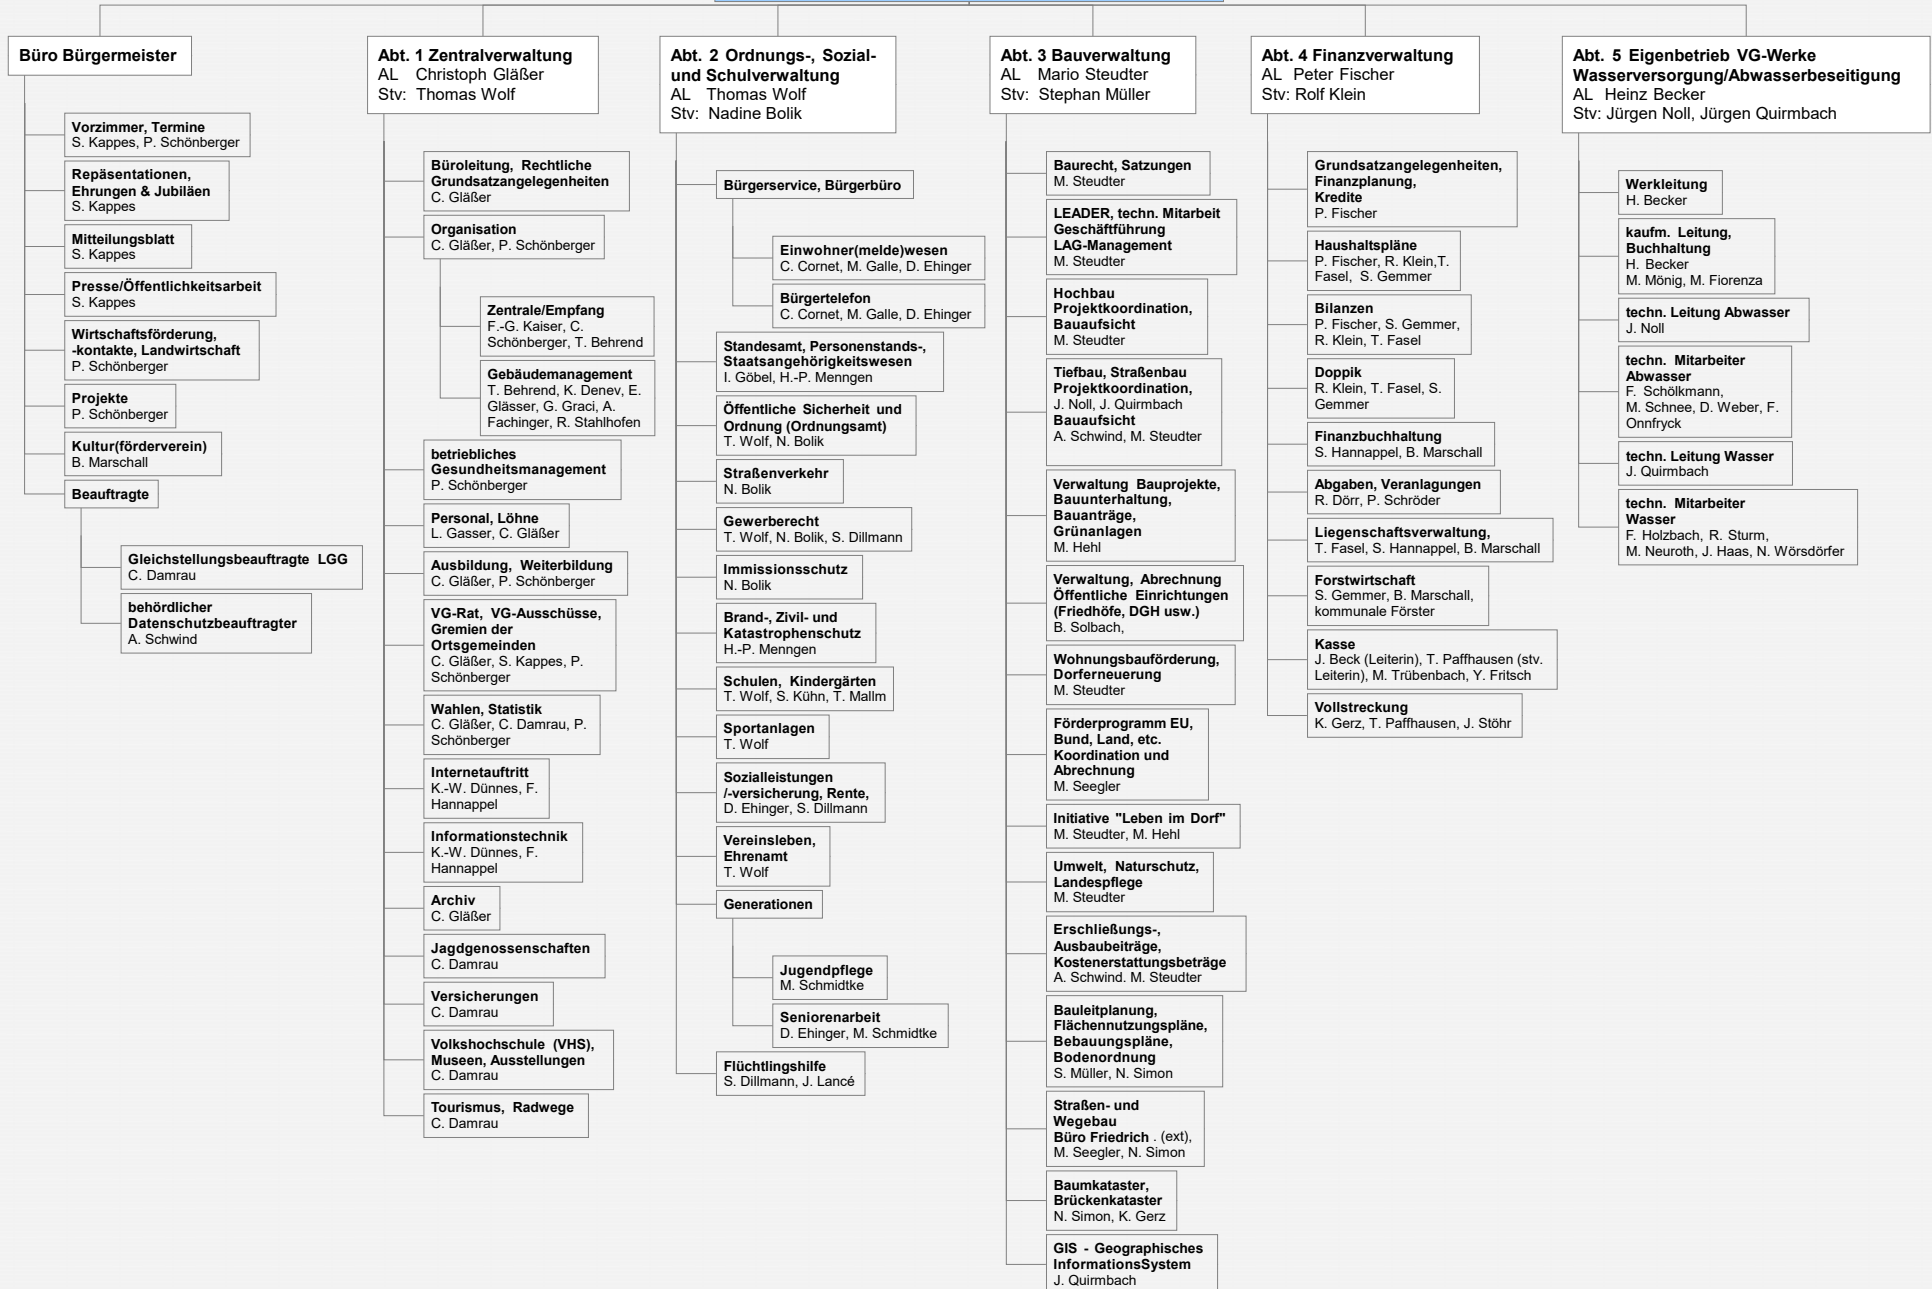 Büro Bürgermeister
Vorzimmer, Termine
S. Kappes, P. Schönberger
Repäsentationen,
Ehrungen & Jubiläen
S. Kappes
Mitteilungsblatt
S. Kappes
Presse/Öffentlichkeitsarbeit
S. Kappes
Wirtschaftsförderung,
-kontakte, Landwirtschaft
P. Schönberger
Projekte
P. Schönberger
Kultur(förderverein)
B. Marschall
Beauftragte
Gleichstellungsbeauftragte LGG
C. Damrau
behördlicher
Datenschutzbeauftragter
A. Schwind
Abt. 1 Zentralverwaltung
AL Christoph Gläßer
Stv: Thomas Wolf
Büroleitung, Rechtliche
Grundsatzangelegenheiten
C. Gläßer
Organisation
C. Gläßer, P. Schönberger
Zentrale/Empfang
F.-G. Kaiser, C.
Schönberger, T. Behrend
Gebäudemanagement
T. Behrend, K. Denev, E.
Glässer, G. Graci, A.
Fachinger, R. Stahlhofen
betriebliches
Gesundheitsmanagement
P. Schönberger
Personal, Löhne
L. Gasser, C. Gläßer
Ausbildung, Weiterbildung
C. Gläßer, P. Schönberger
VG-Rat, VG-Ausschüsse,
Gremien der
Ortsgemeinden
C. Gläßer, S. Kappes, P.
Schönberger
Wahlen, Statistik
C. Gläßer, C. Damrau, P.
Schönberger
Internetauftritt
K.-W. Dünnes, F.
Hannappel
Informationstechnik
K.-W. Dünnes, F.
Hannappel
Archiv
C. Gläßer
Jagdgenossenschaften
C. Damrau
Versicherungen
C. Damrau
Volkshochschule (VHS),
Museen, Ausstellungen
C. Damrau
Tourismus, Radwege
C. Damrau
Abt. 2 Ordnungs-, Sozial-
und Schulverwaltung
AL Thomas Wolf
Stv: Nadine Bolik
Bürgerservice, Bürgerbüro
Einwohner(melde)wesen
C. Cornet, M. Galle, D. Ehinger
Bürgertelefon
C. Cornet, M. Galle, D. Ehinger
Standesamt, Personenstands-,
Staatsangehörigkeitswesen
I. Göbel, H.-P. Menngen
Öffentliche Sicherheit und
Ordnung (Ordnungsamt)
T. Wolf, N. Bolik
Straßenverkehr
N. Bolik
Gewerberecht
T. Wolf, N. Bolik, S. Dillmann
Immissionsschutz
N. Bolik
Brand-, Zivil- und
Katastrophenschutz
H.-P. Menngen
Schulen, Kindergärten
T. Wolf, S. Kühn, T. Mallm
Sportanlagen
T. Wolf
Sozialleistungen
/-versicherung, Rente,
D. Ehinger, S. Dillmann
Vereinsleben,
Ehrenamt
T. Wolf
Generationen
Jugendpflege
M. Schmidtke
Seniorenarbeit
D. Ehinger, M. Schmidtke
Flüchtlingshilfe
S. Dillmann, J. Lancé
Abt. 3 Bauverwaltung
AL Mario Steudter
Stv: Stephan Müller
Baurecht, Satzungen
M. Steudter
LEADER, techn. Mitarbeit
Geschäftführung
LAG-Management
M. Steudter
Hochbau
Projektkoordination,
Bauaufsicht
M. Steudter
Tiefbau, Straßenbau
Projektkoordination,
J. Noll, J. Quirmbach
Bauaufsicht
A. Schwind, M. Steudter
Verwaltung Bauprojekte,
Bauunterhaltung,
Bauanträge,
Grünanlagen
M. Hehl
Verwaltung, Abrechnung
Öffentliche Einrichtungen
(Friedhöfe, DGH usw.)
B. Solbach,
Wohnungsbauförderung,
Dorferneuerung
M. Steudter
Förderprogramm EU,
Bund, Land, etc.
Koordination und
Abrechnung
M. Seegler
Initiative "Leben im Dorf"
M. Steudter, M. Hehl
Umwelt, Naturschutz,
Landespflege
M. Steudter
Erschließungs-,
Ausbaubeiträge,
Kostenerstattungsbeträge
A. Schwind. M. Steudter
Bauleitplanung,
Flächennutzungspläne,
Bebauungspläne,
Bodenordnung
S. Müller, N. Simon
Straßen- und
Wegebau
Büro Friedrich . (ext),
M. Seegler, N. Simon
Baumkataster,
Brückenkataster
N. Simon, K. Gerz
GIS - Geographisches
InformationsSystem
J. Quirmbach
Abt. 4 Finanzverwaltung
AL Peter Fischer
Stv: Rolf Klein
Grundsatzangelegenheiten,
Finanzplanung,
Kredite
P. Fischer
Haushaltspläne
P. Fischer, R. Klein,T.
Fasel, S. Gemmer
Bilanzen
P. Fischer, S. Gemmer,
R. Klein, T. Fasel
Doppik
R. Klein, T. Fasel, S.
Gemmer
Finanzbuchhaltung
S. Hannappel, B. Marschall
Abgaben, Veranlagungen
R. Dörr, P. Schröder
Liegenschaftsverwaltung,
T. Fasel, S. Hannappel, B. Marschall
Forstwirtschaft
S. Gemmer, B. Marschall,
kommunale Förster
Kasse
J. Beck (Leiterin), T. Paffhausen (stv.
Leiterin), M. Trübenbach, Y. Fritsch
Vollstreckung
K. Gerz, T. Paffhausen, J. Stöhr
Abt. 5 Eigenbetrieb VG-Werke
Wasserversorgung/Abwasserbeseitigung
AL Heinz Becker
Stv: Jürgen Noll, Jürgen Quirmbach
Werkleitung
H. Becker
kaufm. Leitung,
Buchhaltung
H. Becker
M. Mönig, M. Fiorenza
techn. Leitung Abwasser
J. Noll
techn. Mitarbeiter
Abwasser
F. Schölkmann,
M. Schnee, D. Weber, F.
Onnfryck
techn. Leitung Wasser
J. Quirmbach
techn. Mitarbeiter
Wasser
F. Holzbach, R. Sturm,
M. Neuroth, J. Haas, N. Wörsdörfer